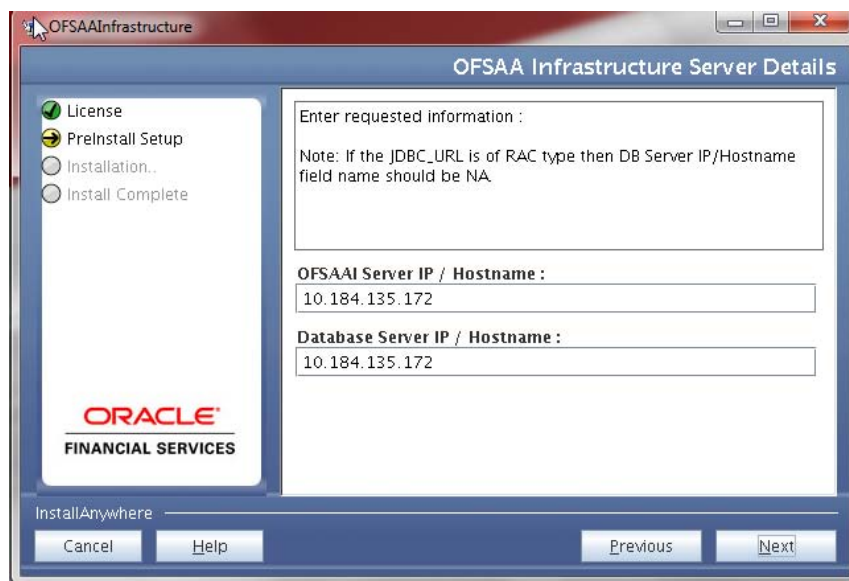 OFSAAInfrastructure
OFSAA Infrastructure Server Details
License
PreInstall Setup
Installation..
Install Complete
ORACLE
FINANCIAL SERVICES
Enter requested information :
Note: If the JDBC_URL is of RAC type then DB Server IP/Hostname
field name should be NA.
OFSAAI Server IP / Hostname :
10.184.135.172
Database Server IP / Hostname :
10.184.135.172
InstallAnywhere
Cancel
Help
Previous
Next